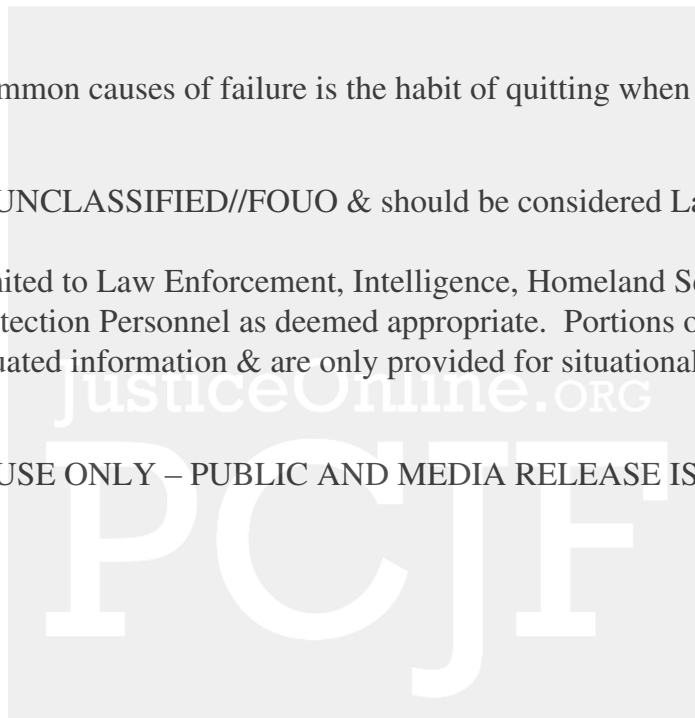 mmon causes of failure is the habit of quitting when
UNCLASSIFIED//FOUO & should be considered La
ited to Law Enforcement, Intelligence, Homeland Se
tection Personnel as deemed appropriate. Portions o
uated information & are only provided for situational
JusticeOnline.ORG
USE ONLY – PUBLIC AND MEDIA RELEASE IS
PCJF